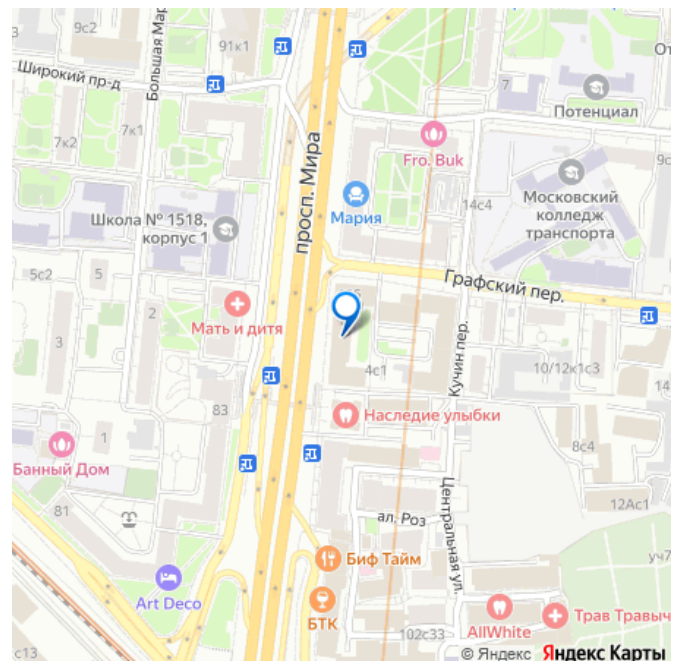 9с2
91к1
Большая Мар
Широкий пр-д
7к2
7к1
просп. Мира
7
Потенциал
Fro. Buk
9с
Мария
14с4
Московский
колледж
транспорта
Школа № 1518,
корпус 1
5с2
5
2
3
Мать и дитя
Графский пер.
Кучин пер.
4с1
10/12к1с3
14
83
Наследие улыбки
8с4
1
Банный Дом
81
12Ас1
ал. Роз
Центральная ул.
Биф Тайм
уч7
Art Deco
БТК
AllWhite
Трав Травыч
102с33
с13
© Яндекс Яндекс Карты